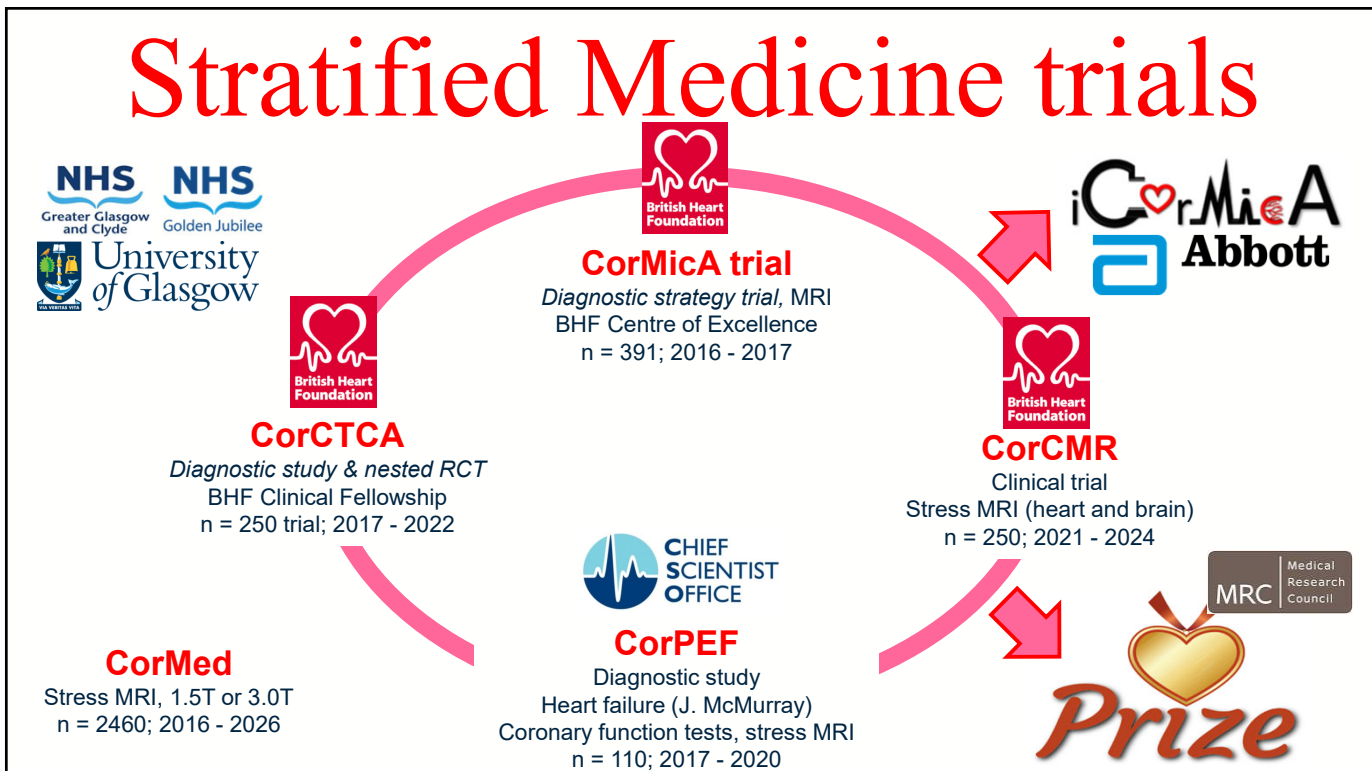 Stratified Medicine trials
NHS
Greater Glasgow
and Clyde
NHS
Golden Jubilee
University
of Glasgow
VIA VERITAS VITA
British Heart
Foundation
CorMicA trial
Diagnostic strategy trial, MRI
BHF Centre of Excellence
n = 391; 2016 - 2017
iCorMicA
Abbott
British Heart
Foundation
CorCTCA
Diagnostic study & nested RCT
BHF Clinical Fellowship
n = 250 trial; 2017 - 2022
British Heart
Foundation
CorCMR
Clinical trial
Stress MRI (heart and brain)
n = 250; 2021 - 2024
CHIEF
SCIENTIST
OFFICE
CorPEF
Diagnostic study
Heart failure (J. McMurray)
Coronary function tests, stress MRI
n = 110; 2017 - 2020
CorMed
Stress MRI, 1.5T or 3.0T
n = 2460; 2016 - 2026
MRC
Medical
Research
Council
Prize